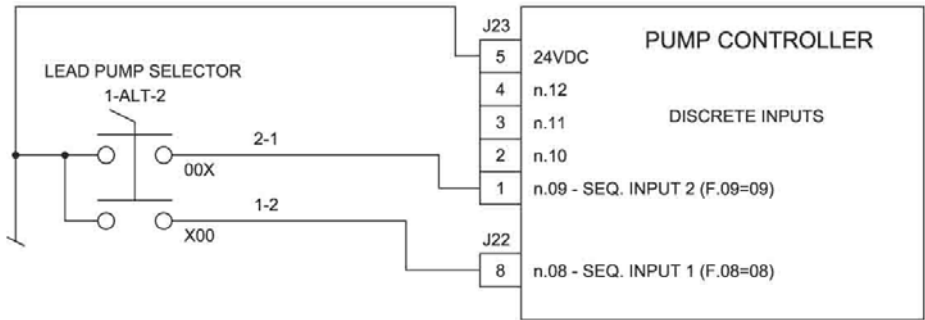 J23
PUMP CONTROLLER
5 24VDC
LEAD PUMP SELECTOR
1-ALT-2
4 n.12
3 n.11
DISCRETE INPUTS
2-1
2 n.10
00X
1 n.09 - SEQ. INPUT 2 (F.09=09)
1-2
X00
J22
8 n.08 - SEQ. INPUT 1 (F.08=08)